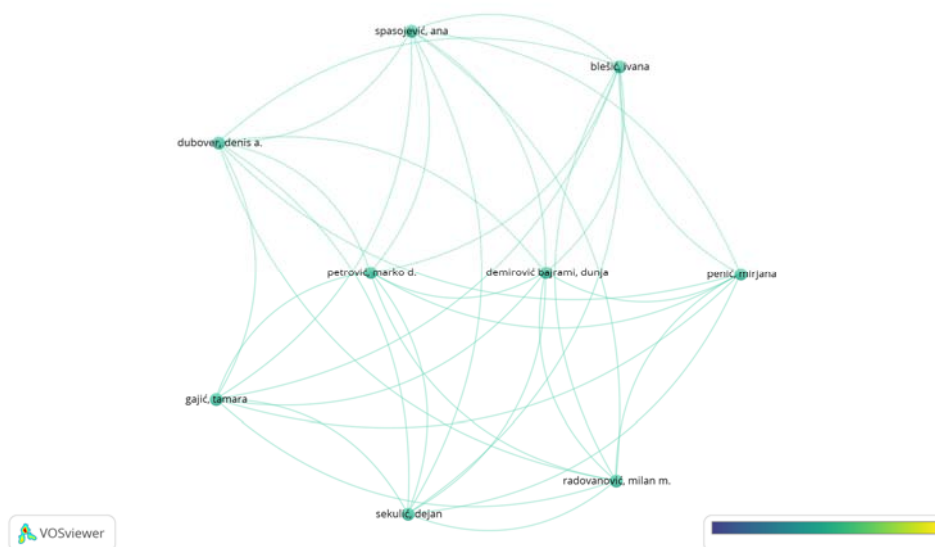 spasojević, ana
blešić, ivana
dubover, denis a.
petrović, marko d.
demirović bajrami, dunja
penić, mirjana
gajić, tamara
radovanović, milan m.
sekulić, dejan
VOSviewer